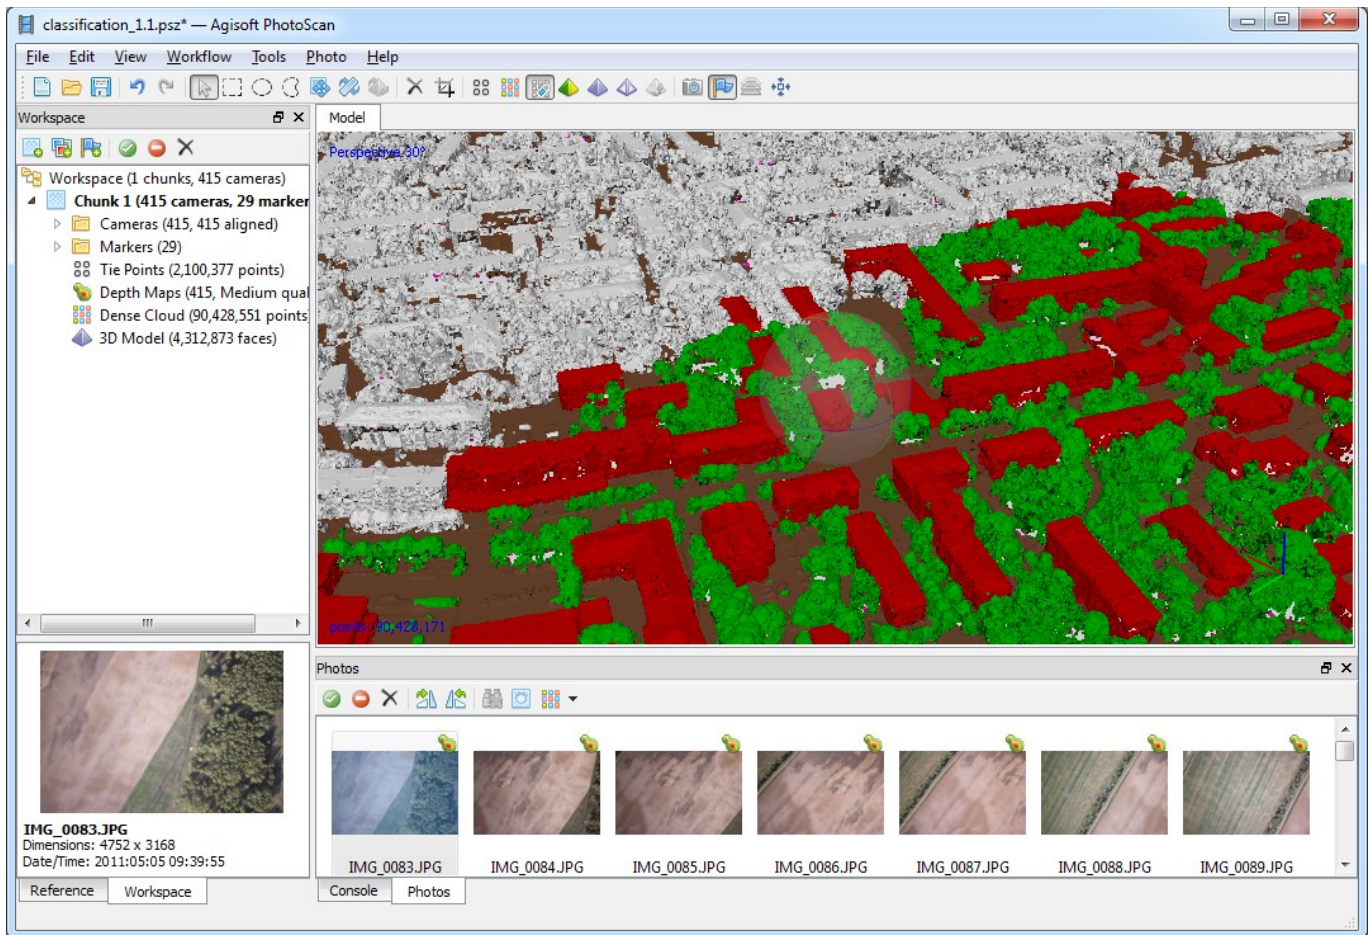 classification_1.1.psz* — Agisoft PhotoScan
File Edit View Workflow Tools Photo Help
Workspace
Model
Workspace (1 chunks, 415 cameras)
Chunk 1 (415 cameras, 29 marker
Cameras (415, 415 aligned)
Markers (29)
Tie Points (2,100,377 points)
Depth Maps (415, Medium qual
Dense Cloud (90,428,551 points
3D Model (4,312,873 faces)
Perspective 30°
points: 90,428,171
IMG_0083.JPG
Dimensions: 4752 x 3168
Date/Time: 2011:05:05 09:39:55
Reference Workspace
Photos
IMG_0083.JPG IMG_0084.JPG IMG_0085.JPG IMG_0086.JPG IMG_0087.JPG IMG_0088.JPG IMG_0089.JPG
Console Photos